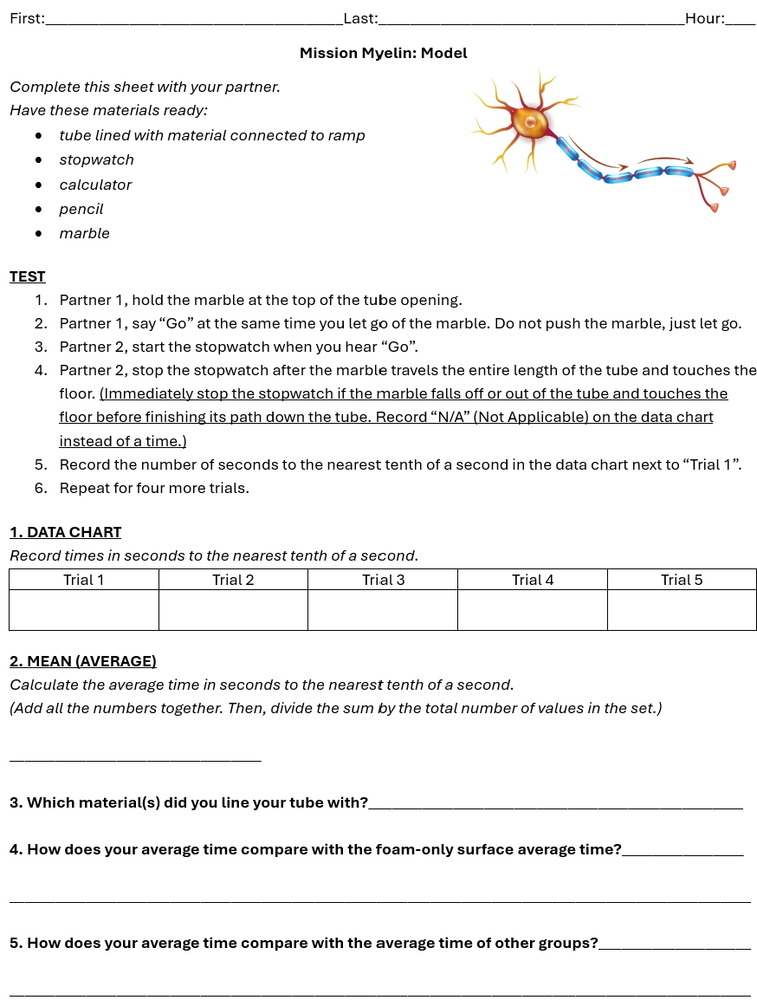 First:_______________________________________Last:________________________________________Hour:____
Mission Myelin: Model
Complete this sheet with your partner.
Have these materials ready:
• tube lined with material connected to ramp
• stopwatch
• calculator
• pencil
• marble
TEST
1. Partner 1, hold the marble at the top of the tube opening.
2. Partner 1, say “Go” at the same time you let go of the marble. Do not push the marble, just let go.
3. Partner 2, start the stopwatch when you hear “Go”.
4. Partner 2, stop the stopwatch after the marble travels the entire length of the tube and touches the
floor. (Immediately stop the stopwatch if the marble falls off or out of the tube and touches the
floor before finishing its path down the tube. Record “N/A” (Not Applicable) on the data chart
instead of a time.)
5. Record the number of seconds to the nearest tenth of a second in the data chart next to “Trial 1”.
6. Repeat for four more trials.
1. DATA CHART
Record times in seconds to the nearest tenth of a second.
Trial 1 Trial 2 Trial 3 Trial 4 Trial 5
2. MEAN (AVERAGE)
Calculate the average time in seconds to the nearest tenth of a second.
(Add all the numbers together. Then, divide the sum by the total number of values in the set.)
_________________________________
3. Which material(s) did you line your tube with?_________________________________________________
4. How does your average time compare with the foam-only surface average time?________________
_________________________________________________________________________________________________
5. How does your average time compare with the average time of other groups?____________________
_________________________________________________________________________________________________